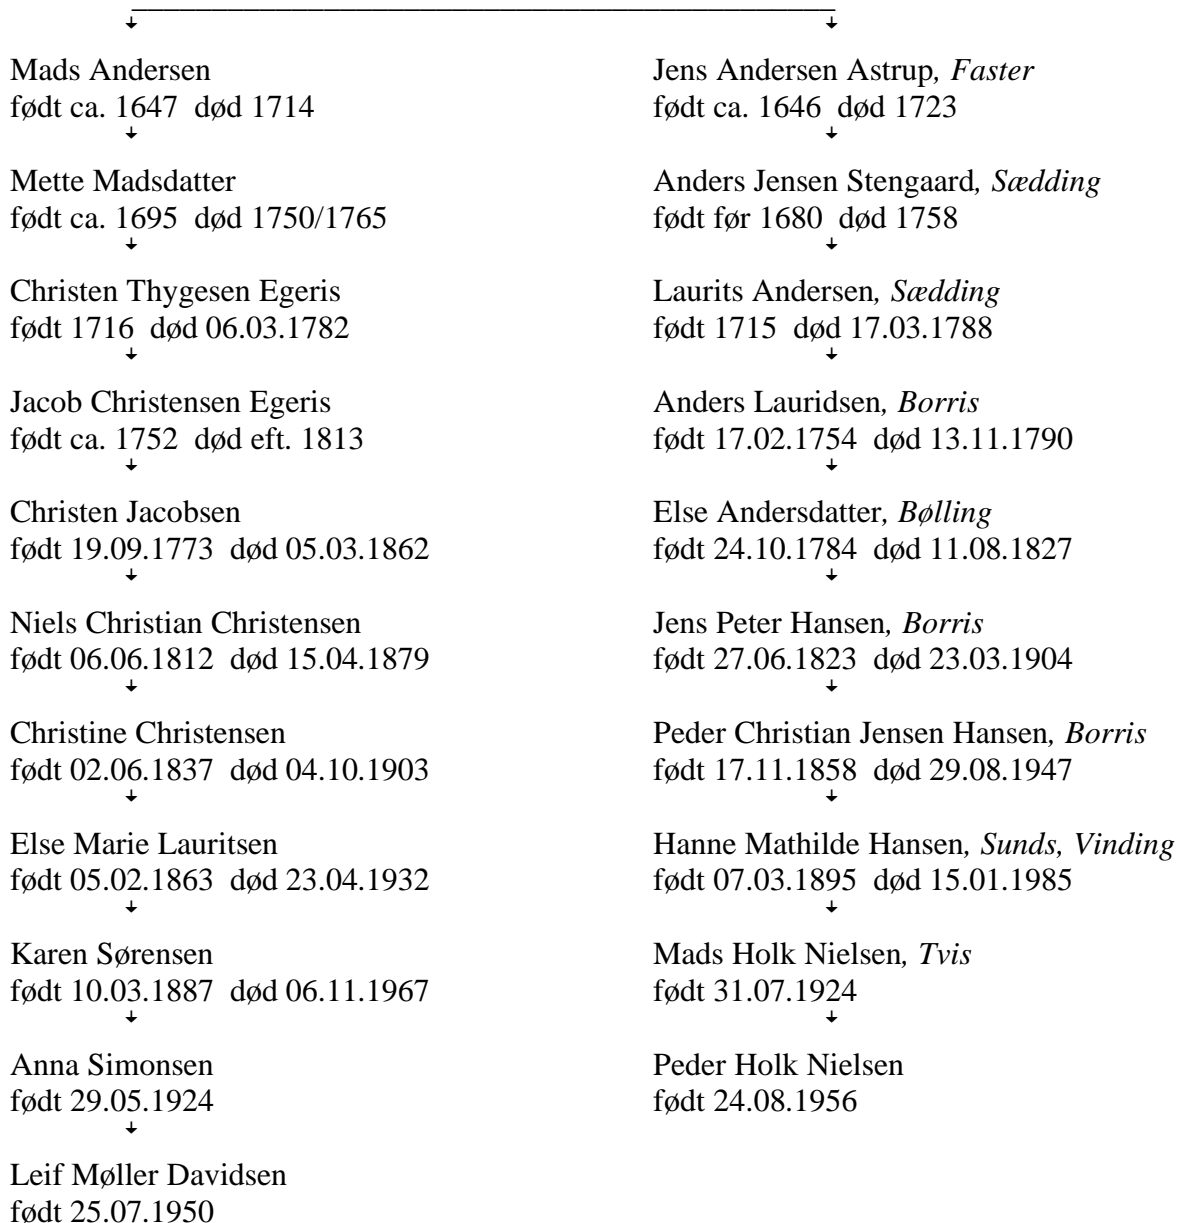 Mads Andersen
født ca. 1647  død 1714
Mette Madsdatter
født ca. 1695  død 1750/1765
Christen Thygesen Egeris
født 1716  død 06.03.1782
Jacob Christensen Egeris
født ca. 1752  død eft. 1813
Christen Jacobsen
født 19.09.1773  død 05.03.1862
Niels Christian Christensen
født 06.06.1812  død 15.04.1879
Christine Christensen
født 02.06.1837  død 04.10.1903
Else Marie Lauritsen
født 05.02.1863  død 23.04.1932
Karen Sørensen
født 10.03.1887  død 06.11.1967
Anna Simonsen
født 29.05.1924
Leif Møller Davidsen
født 25.07.1950
Jens Andersen Astrup, Faster
født ca. 1646  død 1723
Anders Jensen Stengaard, Sædding
født før 1680  død 1758
Laurits Andersen, Sædding
født 1715  død 17.03.1788
Anders Lauridsen, Borris
født 17.02.1754  død 13.11.1790
Else Andersdatter, Bølling
født 24.10.1784  død 11.08.1827
Jens Peter Hansen, Borris
født 27.06.1823  død 23.03.1904
Peder Christian Jensen Hansen, Borris
født 17.11.1858  død 29.08.1947
Hanne Mathilde Hansen, Sunds, Vinding
født 07.03.1895  død 15.01.1985
Mads Holk Nielsen, Tvis
født 31.07.1924
Peder Holk Nielsen
født 24.08.1956